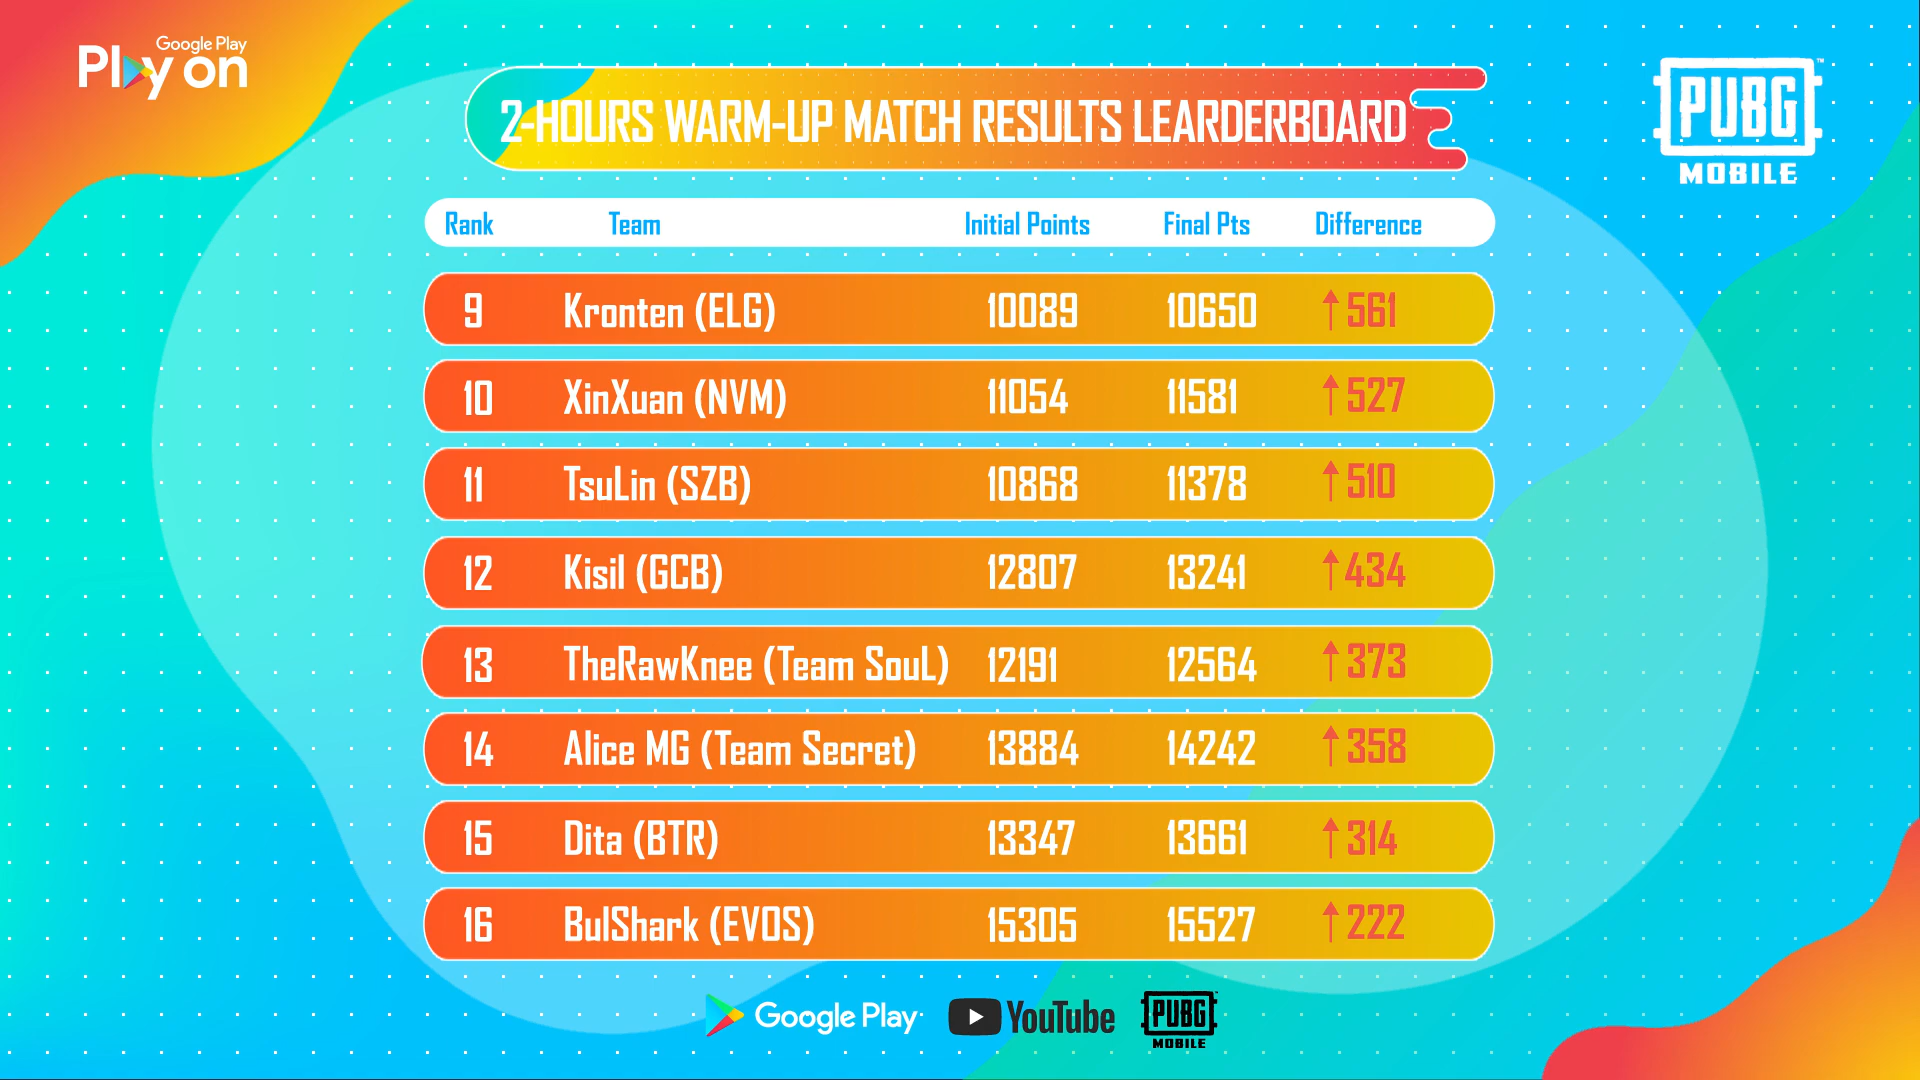 Google Play
Play on
PUBG
MOBILE
2-HOURS WARM-UP MATCH RESULTS LEARDERBOARD
Rank Team Initial Points Final Pts Difference
9 Kronten (ELG) 10089 10650 ↑561
10 XinXuan (NVM) 11054 11581 ↑527
11 TsuLin (SZB) 10868 11378 ↑510
12 Kisil (GCB) 12807 13241 ↑434
13 TheRawKnee (Team SouL) 12191 12564 ↑373
14 Alice MG (Team Secret) 13884 14242 ↑358
15 Dita (BTR) 13347 13661 ↑314
16 BulShark (EVOS) 15305 15527 ↑222
Google Play YouTube PUBG
MOBILE